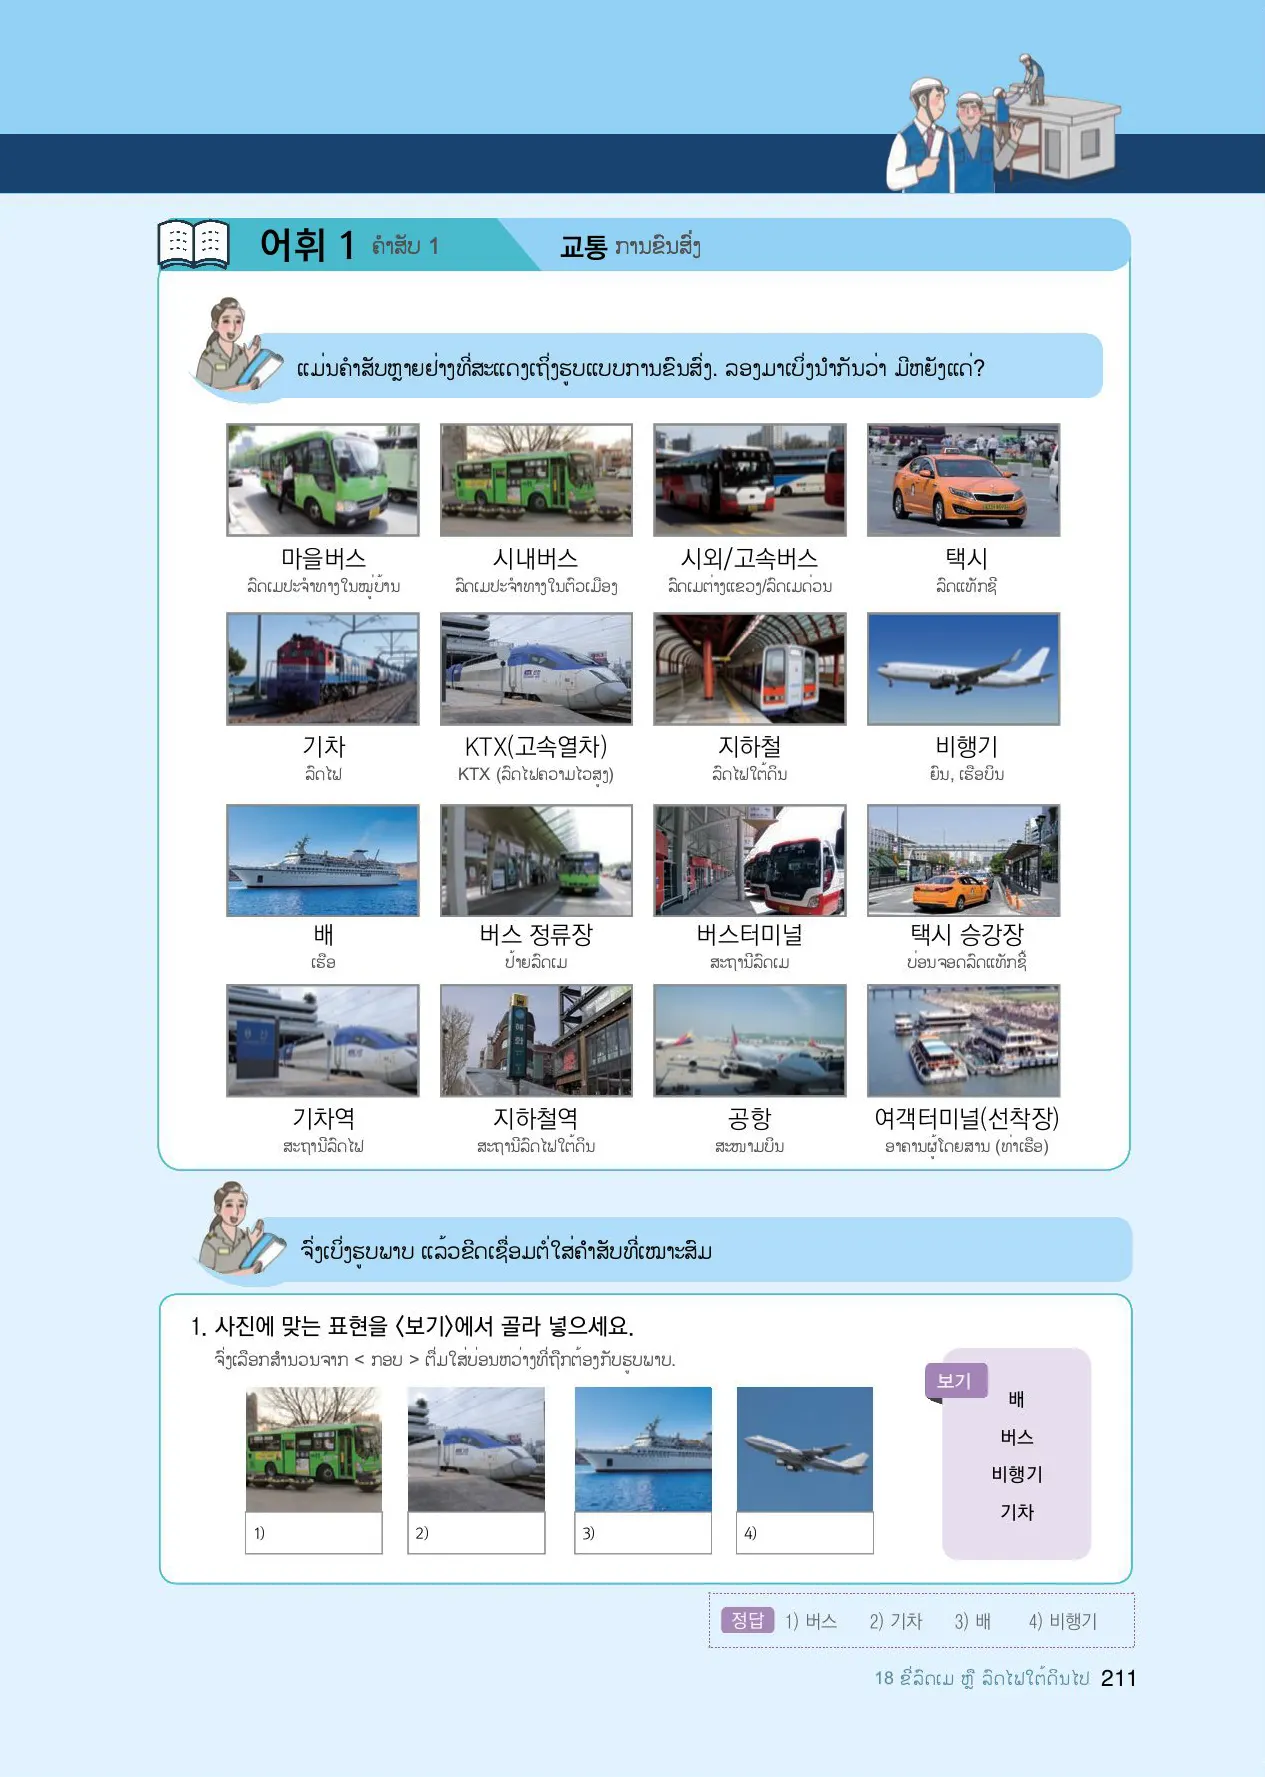 어휘 1 ຄຳສັບ 1 교통 ການຂົນສົ່ງ
ແມ່ນຄຳສັບຫຼາຍຢ່າງທີ່ສະແດງເຖິ່ງຮູບແບບການຂົນສົ່ງ. ລອງມາເບິ່ງນຳກັນວ່າ ມີຫຍັງແດ່?
마을버스 시내버스 시외/고속버스 택시
ລົດເມປະຈຳທາງໃນໝູ່ບ້ານ ລົດເມປະຈຳທາງໃນຕົວເມືອງ ລົດເມຕ່າງແຂວງ/ລົດເມດ່ວນ ລົດແທັກຊີ
기차 KTX(고속열차) 지하철 비행기
ລົດໄຟ KTX (ລົດໄຟຄວາມໄວສູງ) ລົດໄຟໃຕ້ດິນ ຍົນ, ເຮືອບິນ
배 버스 정류장 버스터미널 택시 승강장
ເຮືອ ປ້າຍລົດເມ ສະຖານີລົດເມ ບ່ອນຈອດລົດແທັກຊີ້
기차역 지하철역 공항 여객터미널(선착장)
ສະຖານີລົດໄຟ ສະຖານີລົດໄຟໃຕ້ດິນ ສະໜາມບິນ ອາຄານຜູ້ໂດຍສານ (ທ່າເຮືອ)
ຈົ່ງເບິ່ງຮູບພາບ ແລ້ວຂີດເຊື່ອມຕໍ່ໃສ່ຄຳສັບທີ່ເໝາະສົມ
1. 사진에 맞는 표현을 〈보기〉에서 골라 넣으세요.
ຈົ່ງເລືອກສຳນວນຈາກ < ກອບ > ຕື່ມໃສ່ບ່ອນຫວ່າງທີ່ຖືກຕ້ອງກັບຮູບພາບ.
보기
배
버스
비행기
기차
1) 2) 3) 4)
정답 1) 버스 2) 기차 3) 배 4) 비행기
18 ຂີ່ລົດເມ ຫຼື ລົດໄຟໃຕ້ດິນໄປ 211